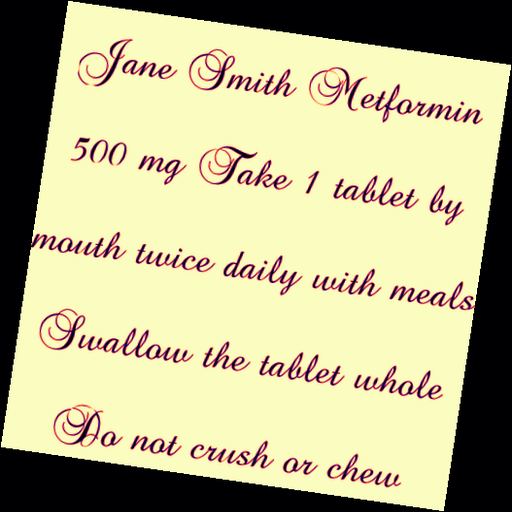 Jane Smith Metformin
500 mg Take 1 tablet by
mouth twice daily with meals
Swallow the tablet whole
Do not crush or chew